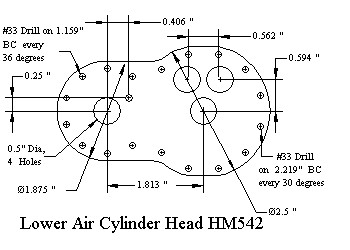 #33 Drill on 1.159"
BC every
36 degrees
0.406 "
0.562 "
0.594 "
0.25 "
0.5" Dia,
4 Holes
Ø1.875 "
1.813 "
#33 Drill
on 2.219" BC
every 30 degrees
Ø2.5 "
Lower Air Cylinder Head HM542